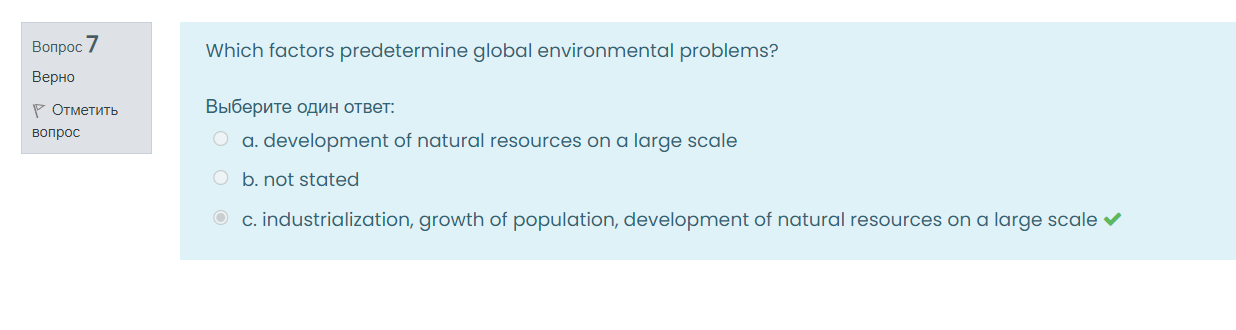 Вопрос 7
Верно
Отметить
вопрос
Which factors predetermine global environmental problems?
Выберите один ответ:
a. development of natural resources on a large scale
b. not stated
c. industrialization, growth of population, development of natural resources on a large scale